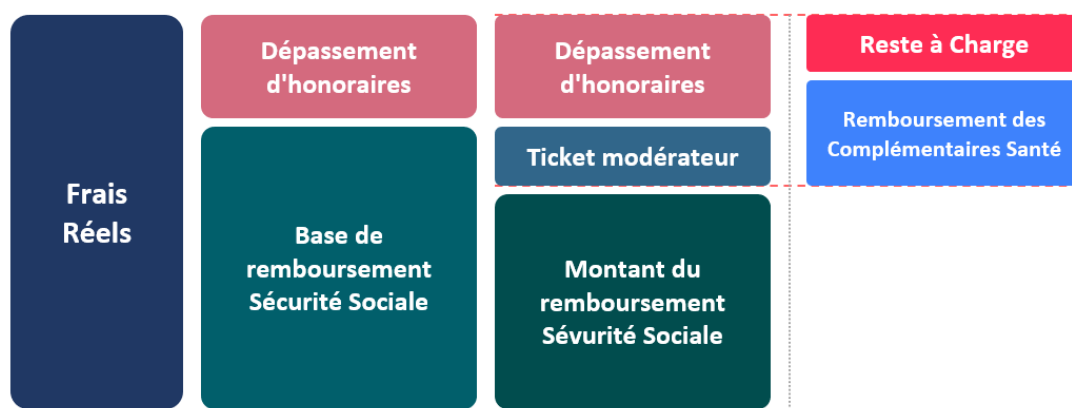 Frais
Réels
Dépassement
d'honoraires
Base de
remboursement
Sécurité Sociale
Dépassement
d'honoraires
Ticket modérateur
Montant du
remboursement
Sévurité Sociale
Reste à Charge
Remboursement des
Complémentaires Santé